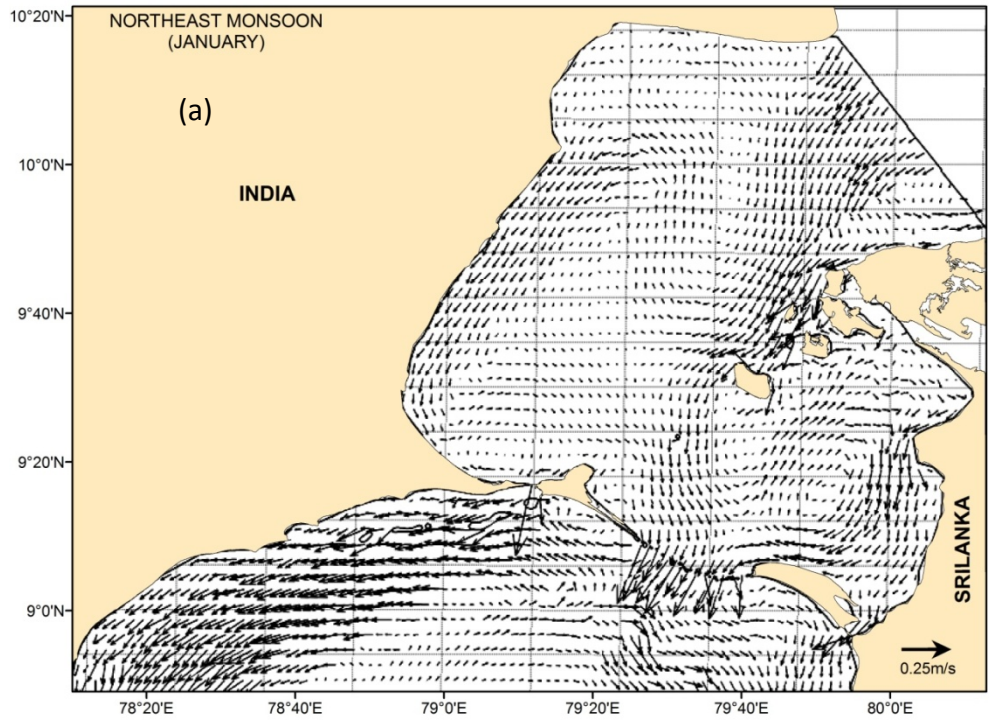 10°20'N
NORTHEAST MONSOON
(JANUARY)
(a)
10°0'N
INDIA
9°40'N
9°20'N
SRILANKA
9°0'N
0.25m/s
78°20'E 78°40'E 79°0'E 79°20'E 79°40'E 80°0'E